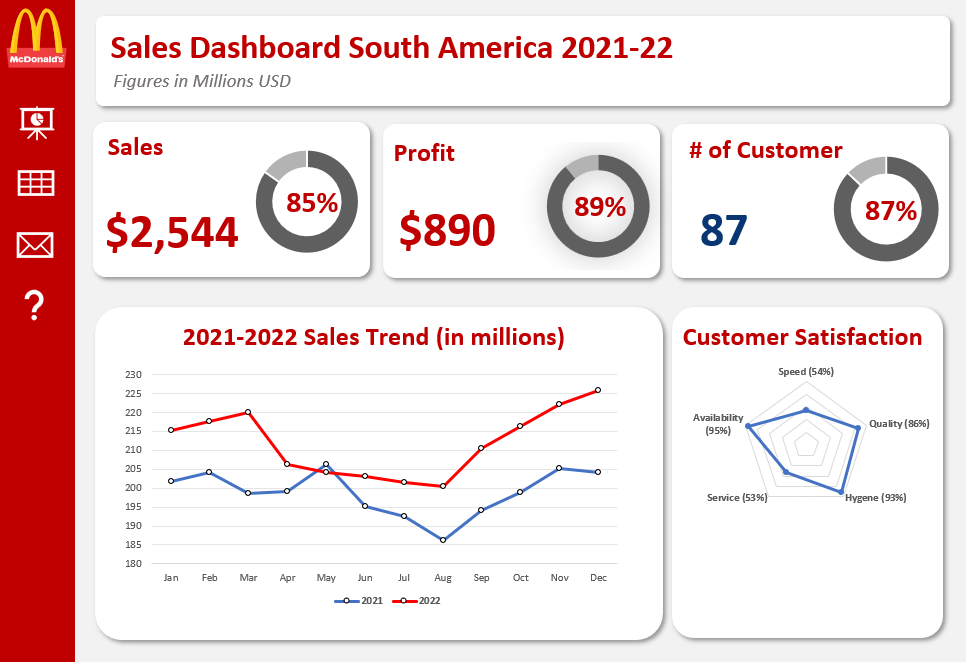 McDonald's
Sales Dashboard South America 2021-22
Figures in Millions USD
Sales
85%
$2,544
Profit
89%
$890
# of Customer
87%
87
2021-2022 Sales Trend (in millions)
230
225
220
215
210
205
200
195
190
185
180
Jan Feb Mar Apr May Jun Jul Aug Sep Oct Nov Dec
2021 2022
Customer Satisfaction
Speed (54%)
Quality (86%)
Hygene (93%)
Service (53%)
Availability
(95%)
?